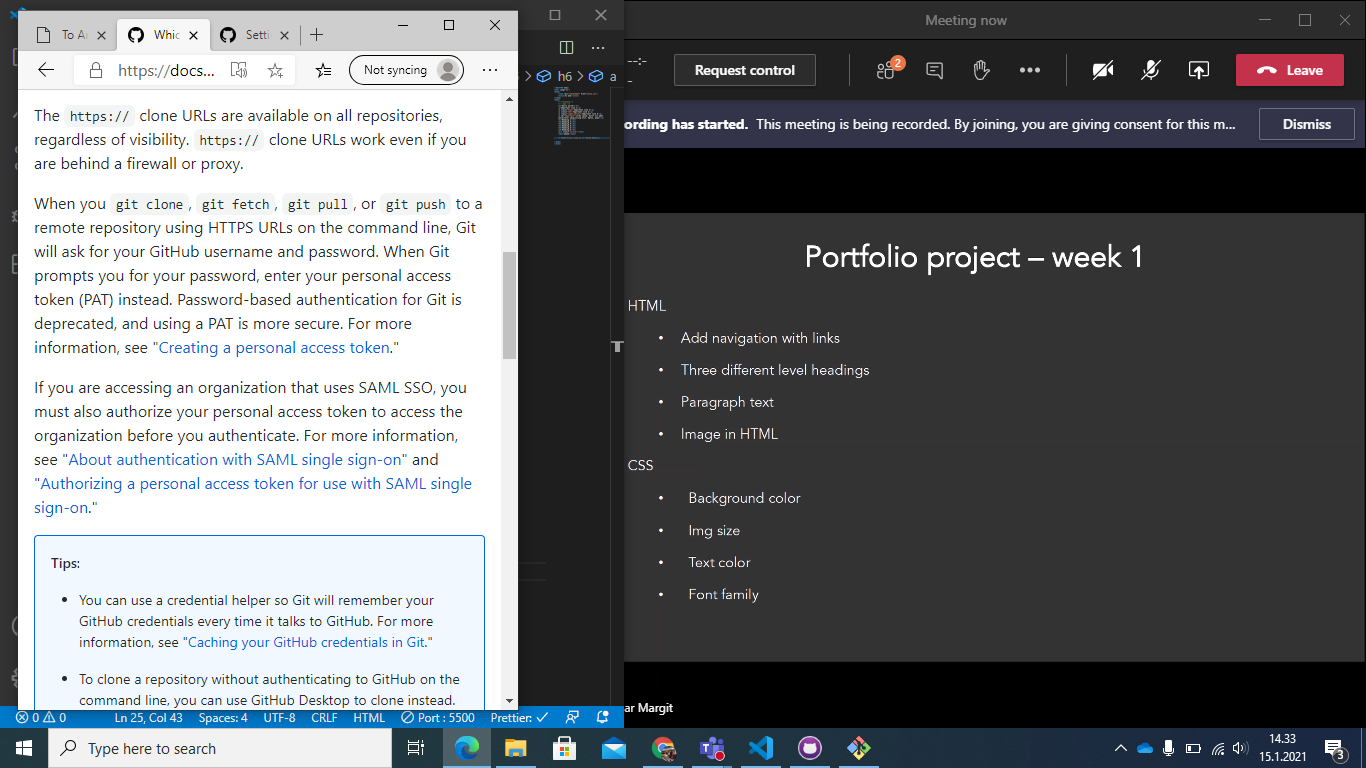 To A
Whic
Setti
https://docs...
Not syncing
The https:// clone URLs are available on all repositories,
regardless of visibility. https:// clone URLs work even if you
are behind a firewall or proxy.
When you git clone, git fetch, git pull, or git push to a
remote repository using HTTPS URLs on the command line, Git
will ask for your GitHub username and password. When Git
prompts you for your password, enter your personal access
token (PAT) instead. Password-based authentication for Git is
deprecated, and using a PAT is more secure. For more
information, see "Creating a personal access token."
If you are accessing an organization that uses SAML SSO, you
must also authorize your personal access token to access the
organization before you authenticate. For more information,
see "About authentication with SAML single sign-on" and
"Authorizing a personal access token for use with SAML single
sign-on."
Tips:
• You can use a credential helper so Git will remember your
GitHub credentials every time it talks to GitHub. For more
information, see "Caching your GitHub credentials in Git."
• To clone a repository without authenticating to GitHub on the
command line, you can use GitHub Desktop to clone instead.
h6 > a
0 0 Ln 25, Col 43 Spaces: 4 UTF-8 CRLF HTML Port : 5500 Prettier: ✓
Meeting now
--:--
Request control
2
Leave
ording has started. This meeting is being recorded. By joining, you are giving consent for this m...
Dismiss
Portfolio project – week 1
HTML
• Add navigation with links
• Three different level headings
• Paragraph text
• Image in HTML
CSS
• Background color
• Img size
• Text color
• Font family
ar Margit
Type here to search
14.33
15.1.2021
3